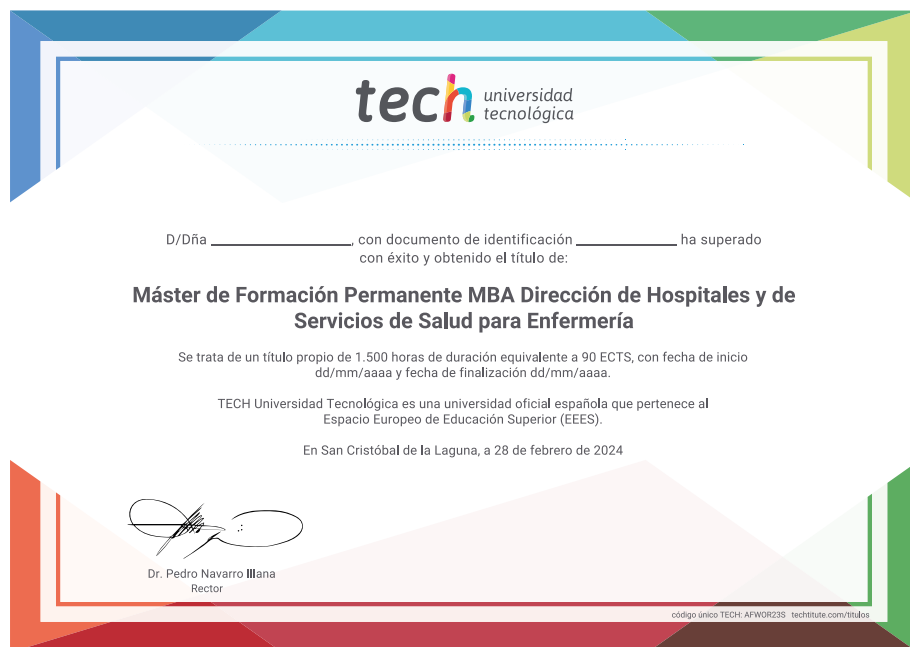 tech universidad
tecnológica
D/Dña ____________________, con documento de identificación ______________ ha superado
con éxito y obtenido el título de:
Máster de Formación Permanente MBA Dirección de Hospitales y de
Servicios de Salud para Enfermería
Se trata de un título propio de 1.500 horas de duración equivalente a 90 ECTS, con fecha de inicio
dd/mm/aaaa y fecha de finalización dd/mm/aaaa.
TECH Universidad Tecnológica es una universidad oficial española que pertenece al
Espacio Europeo de Educación Superior (EEES).
En San Cristóbal de la Laguna, a 28 de febrero de 2024
Dr. Pedro Navarro Illana
Rector
código único TECH: AFWOR23S techtitute.com/titulos